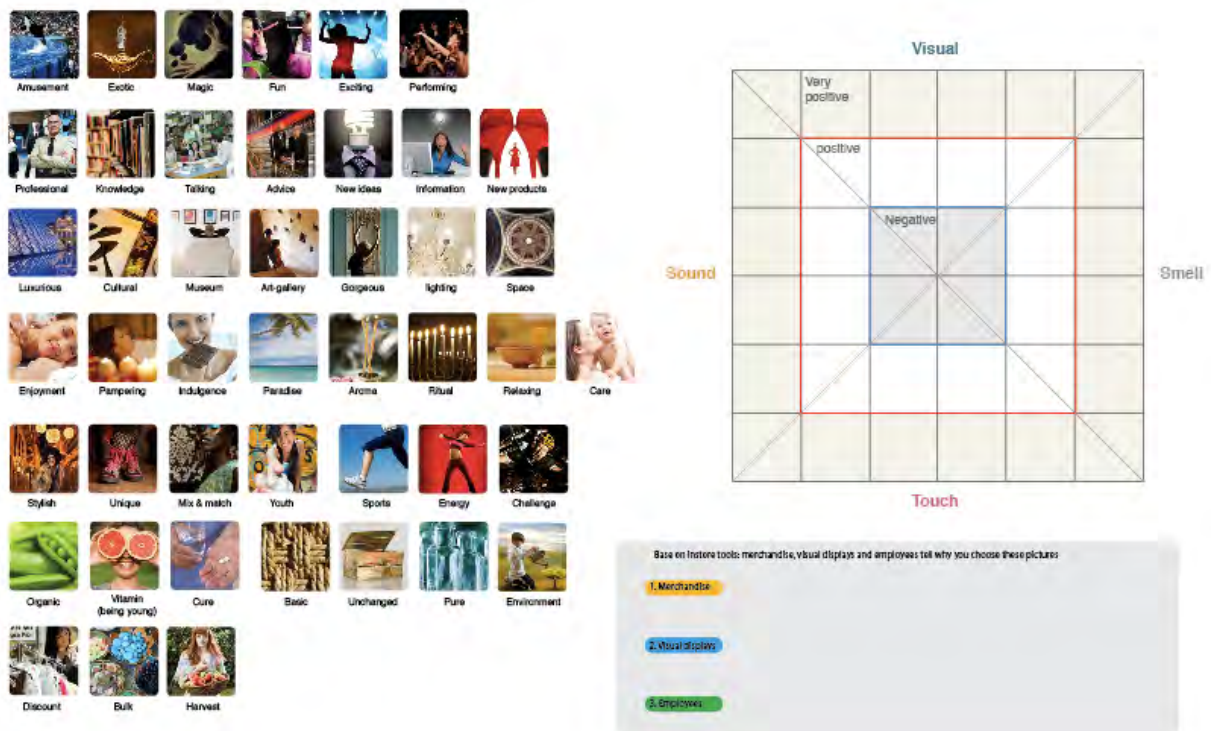 Amusement Exotic Magic Fun Exciting Performing
Professional Knowledge Talking Advice New ideas Information New products
Luxurious Cultural Museum Art-gallery Gorgeous lighting Space
Enjoyment Pampering Indulgence Paradise Aroma Ritual Relaxing Care
Stylish Unique Mix & match Youth Sports Energy Challenge
Organic Vitamin Cure Basic Unchanged Pure Environment
(being young)
Discount Bulk Harvest
Visual
Very
positive
positive
Negative
Sound
Smell
Touch
Base on instore tools: merchandise, visual displays and employees tell why you choose these pictures
1. Merchandise
2. Visual displays
3. Employees